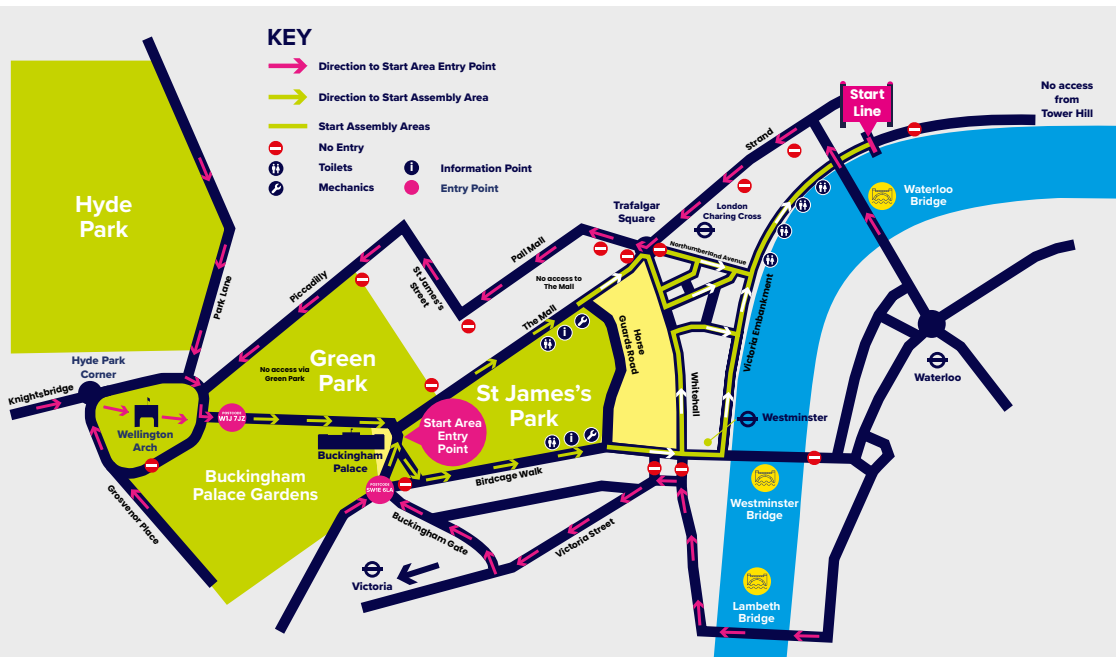 KEY
Direction to Start Area Entry Point
Direction to Start Assembly Area
Start Assembly Areas
No Entry
Toilets
i
Information Point
Mechanics
Entry Point
Start
Line
No access
from
Tower Hill
Hyde
Park
Strand
Waterloo
Bridge
Trafalgar
Square
London
Charing Cross
Northumberland Avenue
Pall Mall
No access to
The Mall
St James's
Street
Piccadilly
Park Lane
The Mall
i
Horse
Guards Road
Victoria Embankment
Green
Park
No access via
Green Park
Hyde Park
Corner
Knightsbridge
Wellington
Arch
POSTCODE
W1J 7JZ
St James's
Park
Start Area
Entry
Point
Whitehall
Waterloo
Westminster
i
Buckingham
Palace
Birdcage Walk
Buckingham
Palace Gardens
POSTCODE
SW1E 6LA
Grosvenor Place
Buckingham Gate
Victoria Street
Westminster
Bridge
Victoria
Lambeth
Bridge